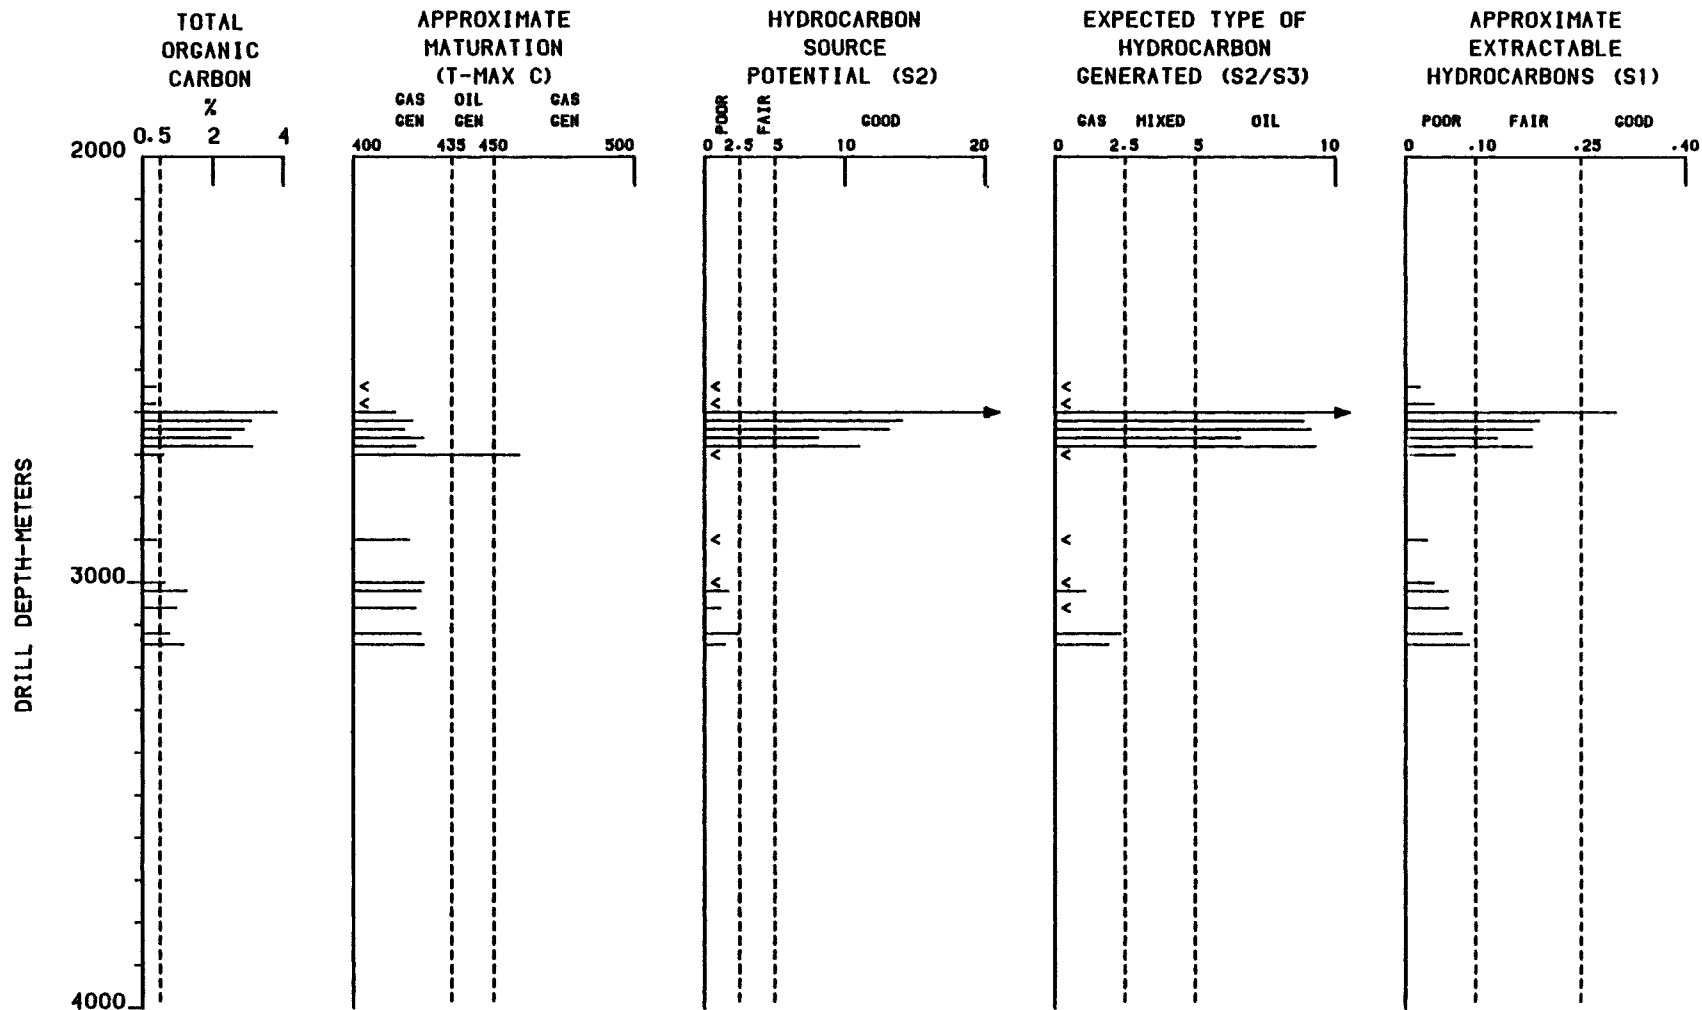 TOTAL
ORGANIC
CARBON
%
0.5 2 4
APPROXIMATE
MATURATION
(T-MAX C)
GAS OIL GAS
GEN GEN GEN
400 435 450 500
HYDROCARBON
SOURCE
POTENTIAL (S2)
POOR FAIR GOOD
0 2.5 5 10 20
EXPECTED TYPE OF
HYDROCARBON
GENERATED (S2/S3)
GAS MIXED OIL
0 2.5 5 10
APPROXIMATE
EXTRACTABLE
HYDROCARBONS (S1)
POOR FAIR GOOD
0 .10 .25 .40
DRILL DEPTH-METERS
2000
< < <
< < <
< <
< <
< <
3000
<
4000